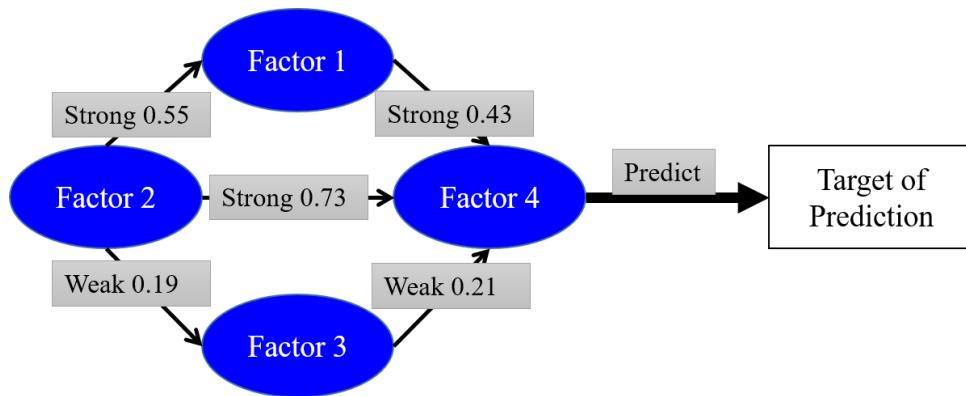 Factor 1
Strong 0.55
Strong 0.43
Factor 2
Strong 0.73
Factor 4
Predict
Target of
Prediction
Weak 0.19
Weak 0.21
Factor 3